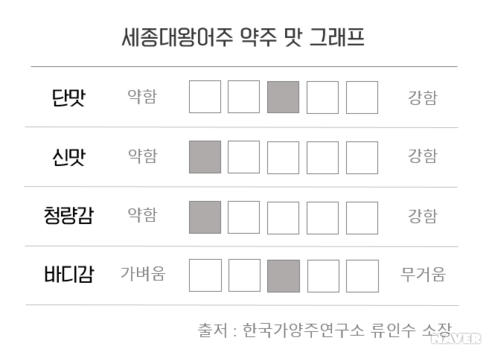 세종대왕어주 약주 맛 그래프
단맛 약함 강함
신맛 약함 강함
청량감 약함 강함
바디감 가벼움 무거움
출처 : 한국가양주연구소 류인수 소장
NAVER